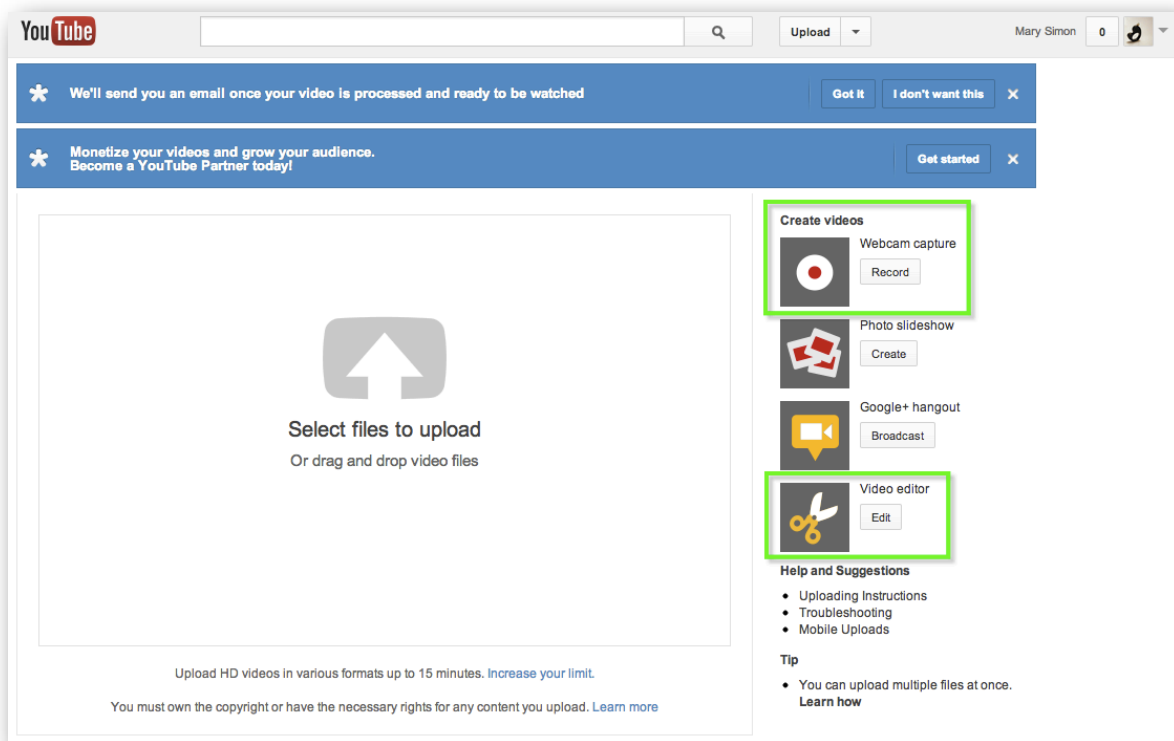 YouTube
Upload
Mary Simon
0
We'll send you an email once your video is processed and ready to be watched
Got it
I don't want this
Monetize your videos and grow your audience.
Become a YouTube Partner today!
Get started
Select files to upload
Or drag and drop video files
Upload HD videos in various formats up to 15 minutes. Increase your limit.
You must own the copyright or have the necessary rights for any content you upload. Learn more
Create videos
Webcam capture
Record
Photo slideshow
Create
Google+ hangout
Broadcast
Video editor
Edit
Help and Suggestions
Uploading Instructions
Troubleshooting
Mobile Uploads
Tip
You can upload multiple files at once.
Learn how